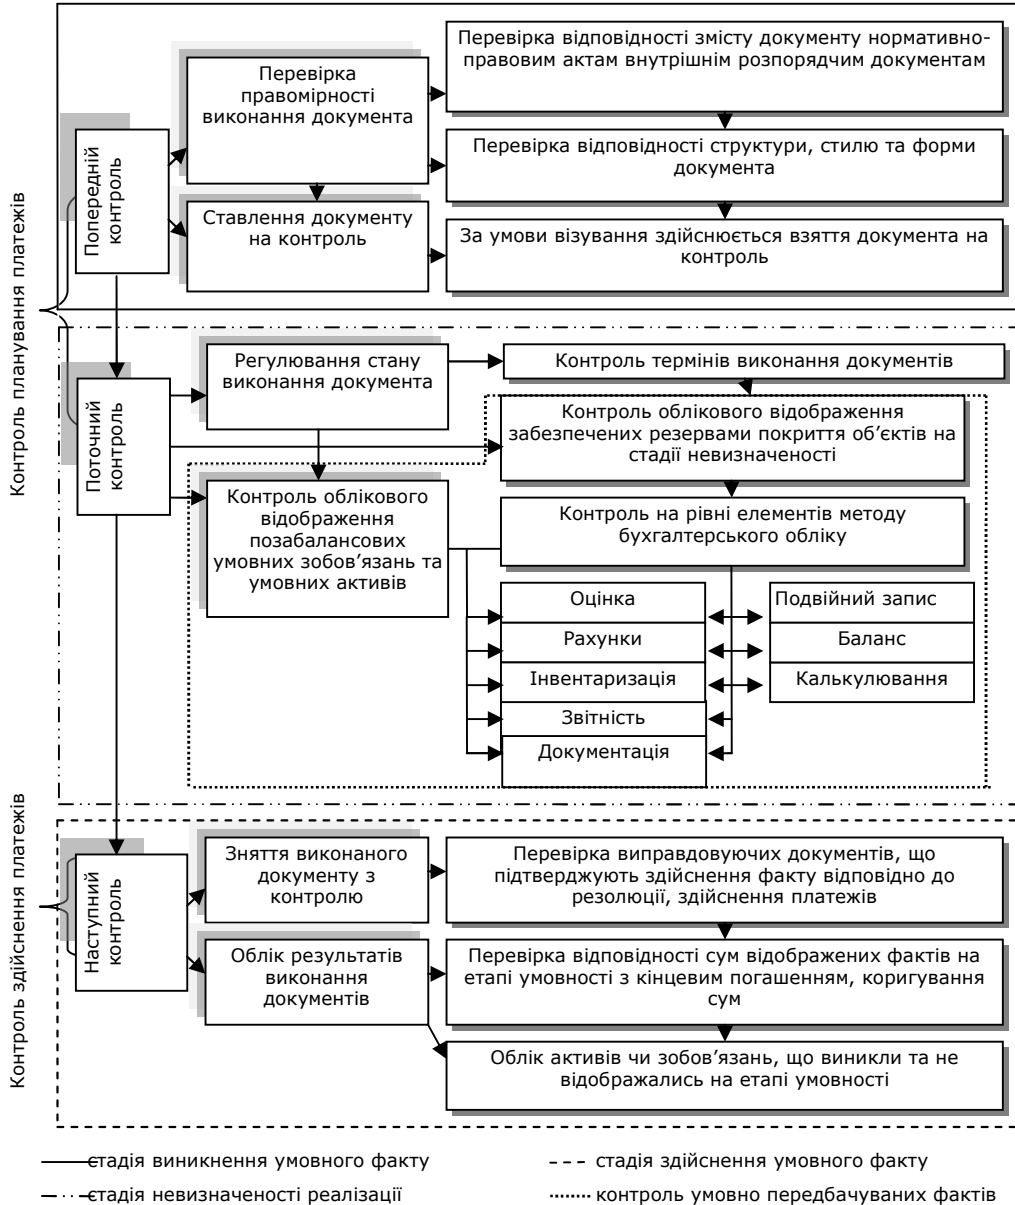 Контроль планування платежів
Попередній
контроль
Перевірка
правомірності
виконання документа
Перевірка відповідності змісту документу нормативно-
правовим актам внутрішнім розпорядчим документам
Перевірка відповідності структури, стилю та форми
документа
Ставлення документу
на контроль
За умови візування здійснюється взяття документа на
контроль
Поточний
контроль
Регулювання стану
виконання документа
Контроль термінів виконання документів
Контроль облікового відображення
забезпечених резервами покриття об’єктів на
стадії невизначеності
Контроль облікового
відображення
позабалансових
умовних зобов’язань та
умовних активів
Контроль на рівні елементів методу
бухгалтерського обліку
Оцінка
Подвійний запис
Рахунки
Баланс
Інвентаризація
Калькулювання
Звітність
Документація
Контроль здійснення платежів
Наступний
контроль
Зняття виконаного
документу з
контролю
Перевірка виправдовуючих документів, що
підтверджують здійснення факту відповідно до
резолюції, здійснення платежів
Облік результатів
виконання
документів
Перевірка відповідності сум відображених фактів на
етапі умовності з кінцевим погашенням, коригування
сум
Облік активів чи зобов’язань, що виникли та не
відображались на етапі умовності
стадія виникнення умовного факту
стадія здійснення умовного факту
стадія невизначеності реалізації
контроль умовно передбачуваних фактів